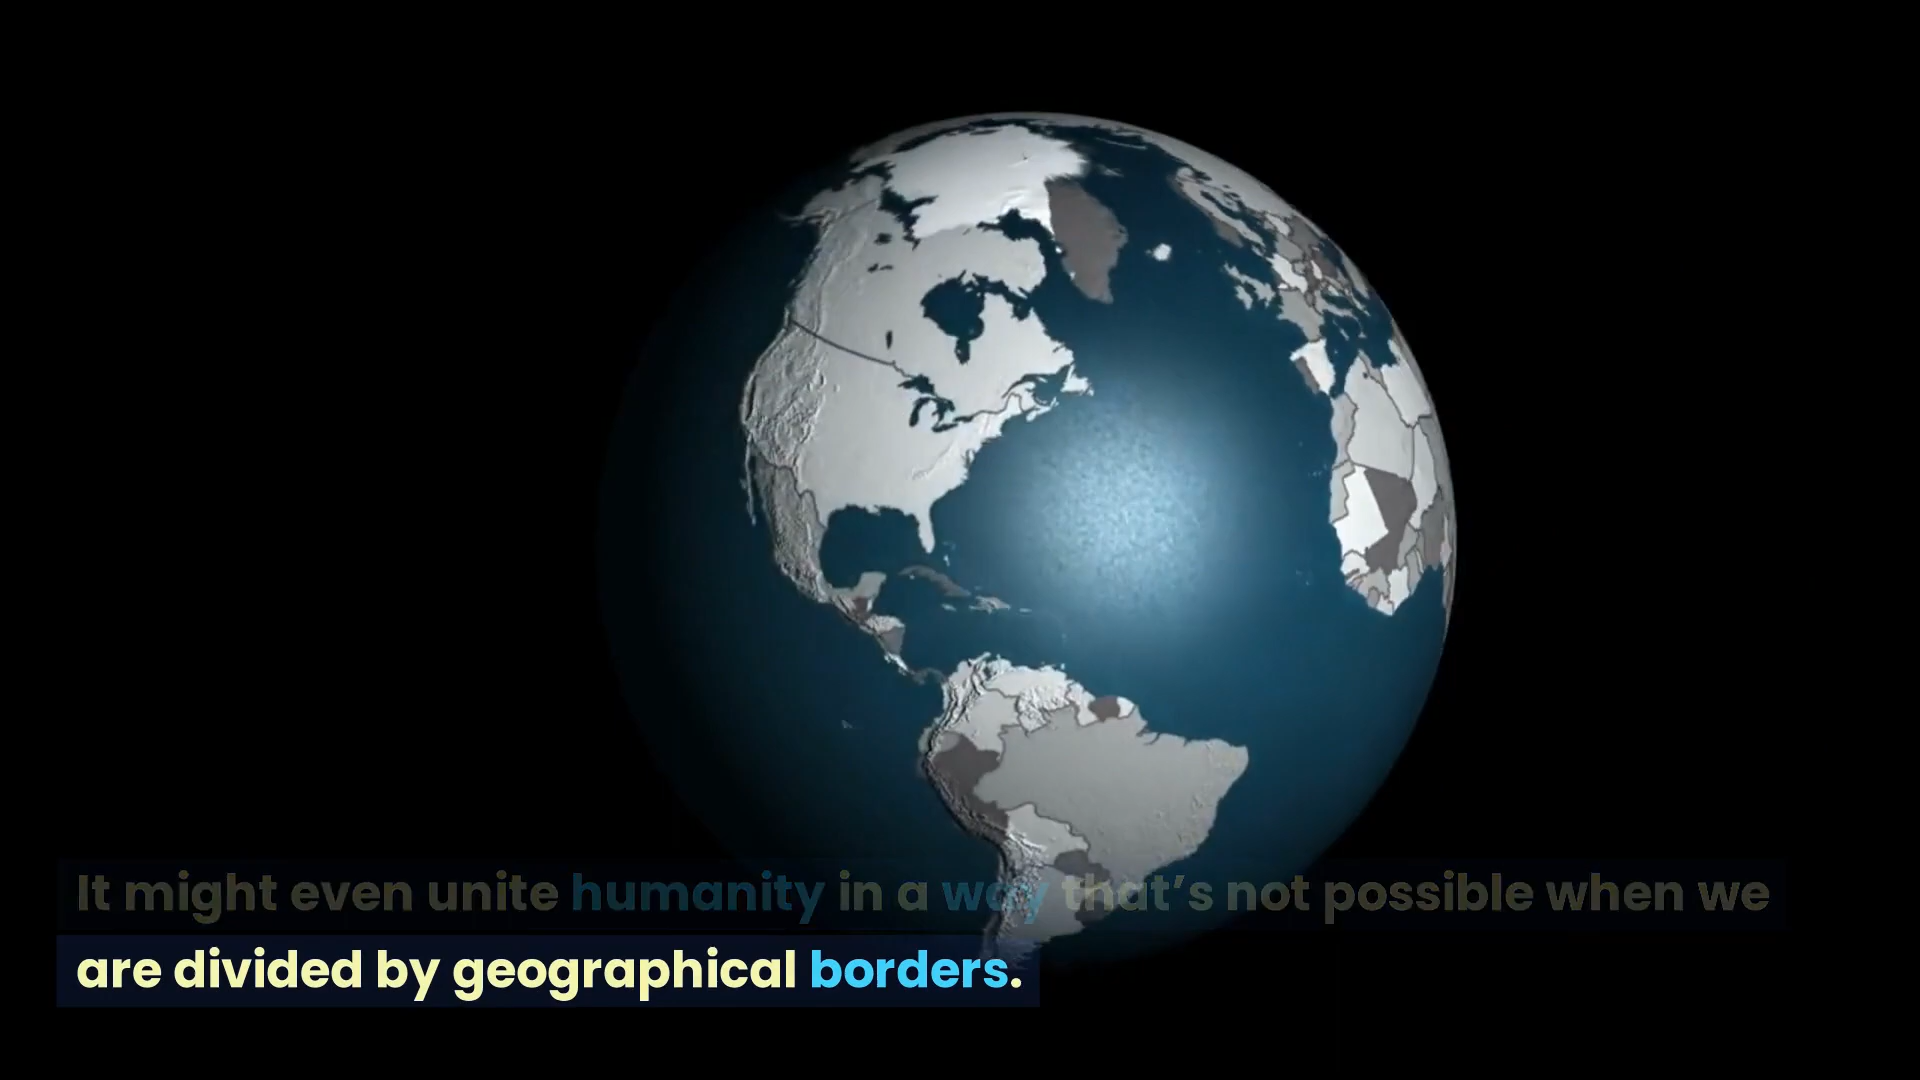 It might even unite humanity in a way that’s not possible when we
are divided by geographical borders.